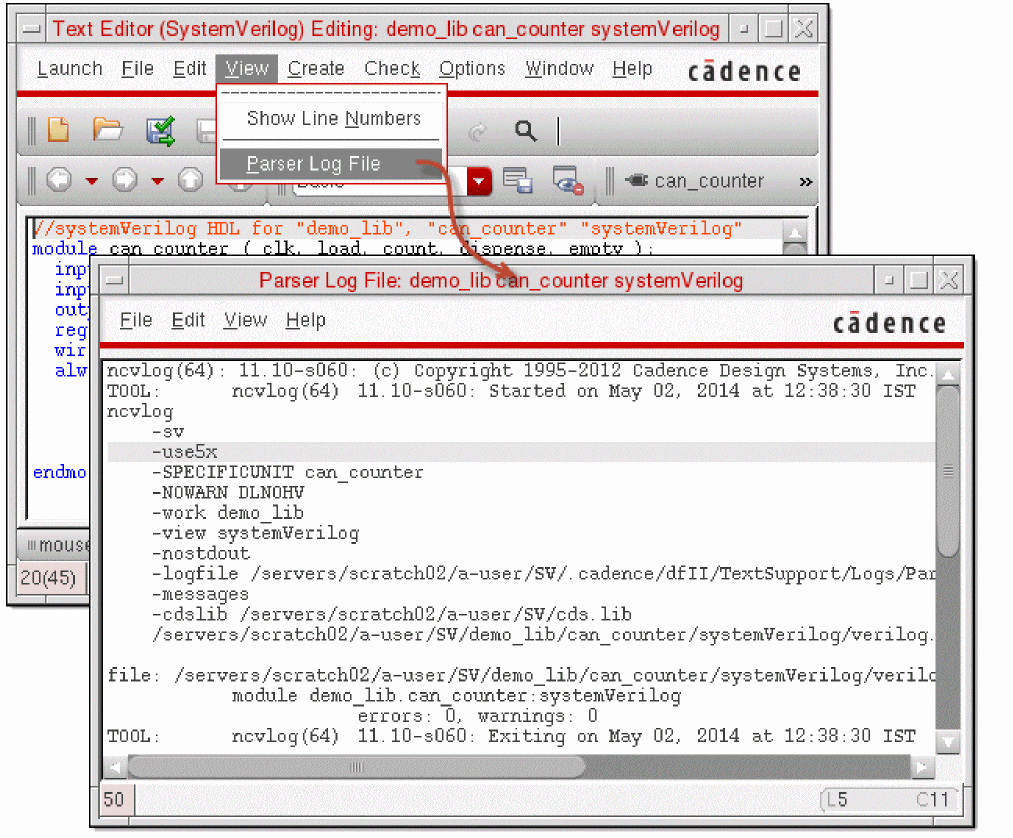 Text Editor (SystemVerilog) Editing: demo_lib can_counter systemVerilog
Launch File Edit View Create Check Options Window Help cādence
Show Line Numbers
Parser Log File
can_counter »
//systemVerilog HDL for "demo_lib", "can_counter" "systemVerilog"
module can_counter ( clk, load, count, dispense, empty );
inp
inp
out
reg
wir
alw
endmo
mouse
20(45)
Parser Log File: demo_lib can_counter systemVerilog
File Edit View Help cādence
ncvlog(64): 11.10-s060: (c) Copyright 1995-2012 Cadence Design Systems, Inc.
TOOL: ncvlog(64) 11.10-s060: Started on May 02, 2014 at 12:38:30 IST
ncvlog
-sv
-use5x
-SPECIFICUNIT can_counter
-NOWARN DLNOHV
-work demo_lib
-view systemVerilog
-nostdout
-logfile /servers/scratch02/a-user/SV/.cadence/dfII/TextSupport/Logs/Par
-messages
-cdslib /servers/scratch02/a-user/SV/cds.lib
/servers/scratch02/a-user/SV/demo_lib/can_counter/systemVerilog/verilog.
file: /servers/scratch02/a-user/SV/demo_lib/can_counter/systemVerilog/verilo
module demo_lib.can_counter:systemVerilog
errors: 0, warnings: 0
TOOL: ncvlog(64) 11.10-s060: Exiting on May 02, 2014 at 12:38:30 IST
50
L5 C11